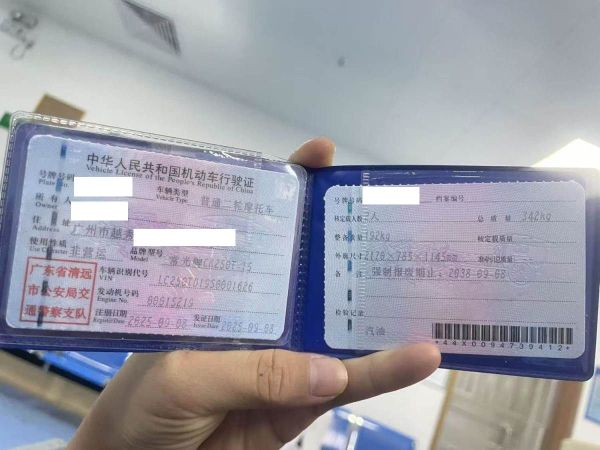 中华人民共和国机动车行驶证
Vehicle License of the People's Republic of China
号牌号码
Plate No.
车辆类型
Vehicle Type
普通二轮摩托车
所有人
Owner
住址
广州市越秀
使用性质
Use Character
非营运
品牌型号
Model
广东省清远
市公安局交
通警察支队
车辆识别代号
VIN
发动机号码
Engine No.
注册日期
Register Date
2025-09-08
发证日期
Issue Date
2025-09-08
号牌号码
档案编号
核定载人数
2人
总质量
342kg
整备质量
192kg
核定载质量
外廓尺寸
2120×785×1145mm
准牵引总质量
备注
强制报废期止：2038-09-08
检验记录
汽油
*44X0094739412*